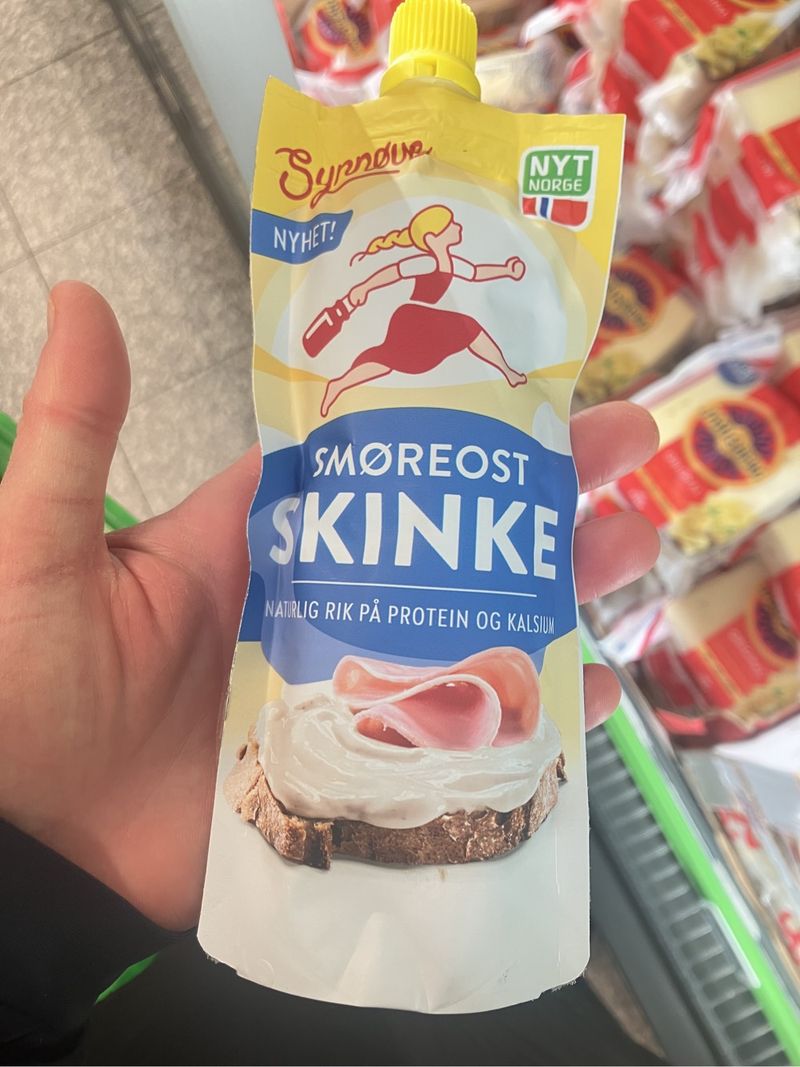 Synnøve
NYT
NORGE
NYHET!
SMØREOST
SKINKE
NATURLIG RIK PÅ PROTEIN OG KALSIUM